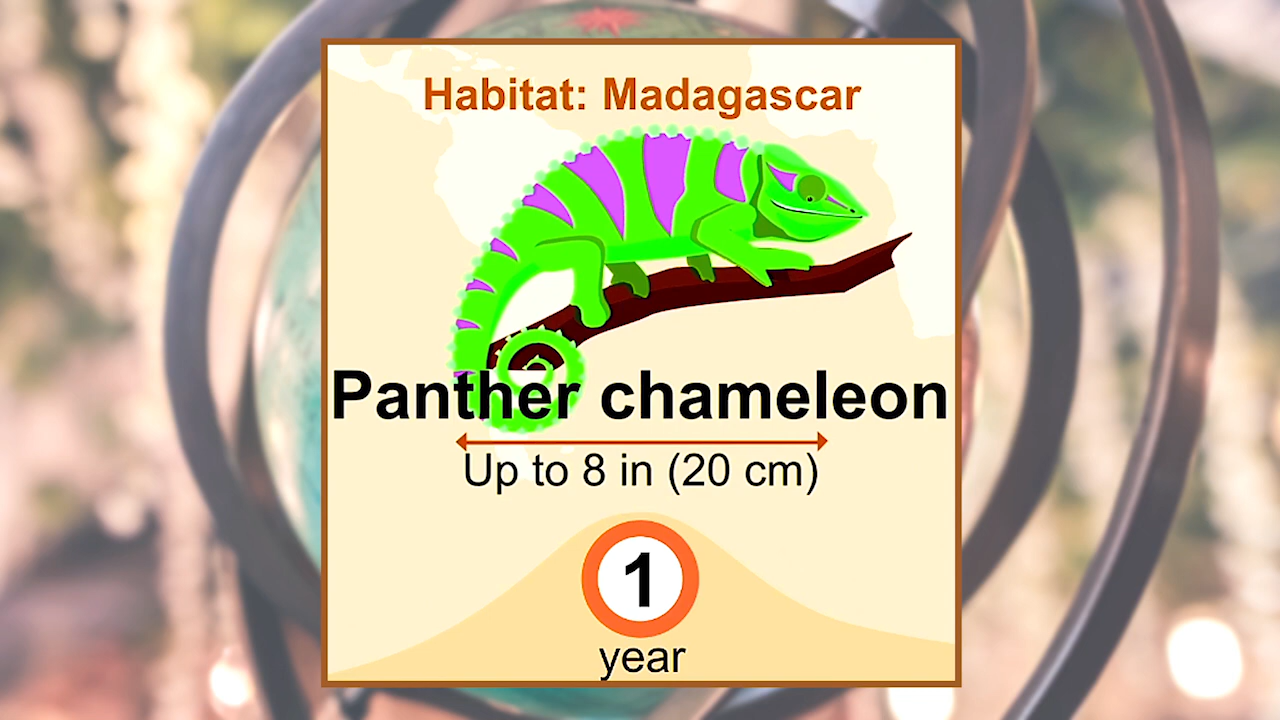 Habitat: Madagascar
Panther chameleon
Up to 8 in (20 cm)
1
year